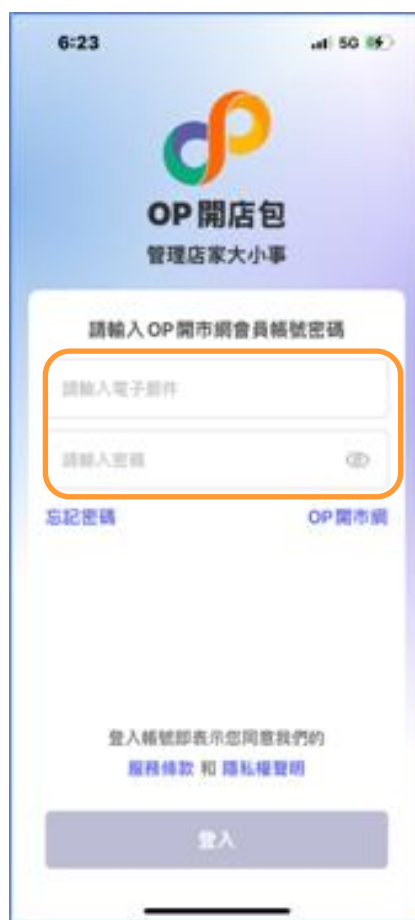 6:23
5G
OP開店包
管理店家大小事
請輸入OP開市網會員帳號密碼
請輸入電子郵件
請輸入密碼
忘記密碼
OP開市網
登入帳號即表示您同意我們的
服務條款 和 隱私權聲明
登入